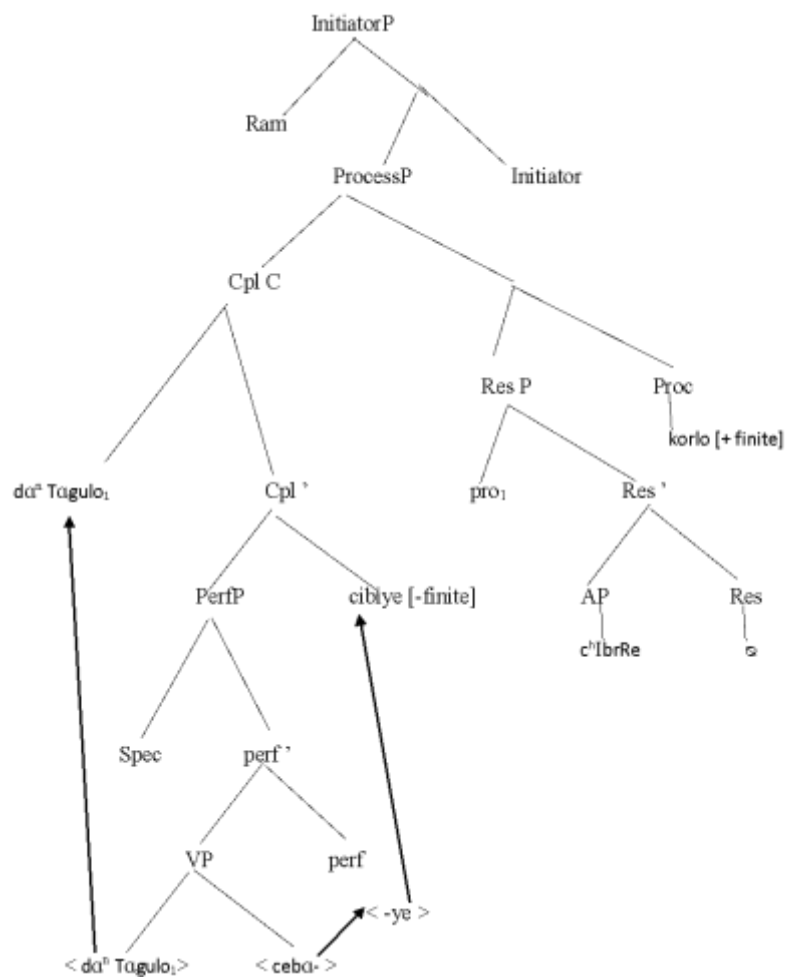 InitiatorP
Ram
ProcessP Initiator
Cpl C
Res P Proc
korlo [+ finite]
dɑⁿ Tɑgulo₁ Cpl ’ pro₁ Res ’
PerfP ciblye [-finite] AP Res
cʰIbrRe ø
Spec perf ’
VP perf
< -ye >
< dɑⁿ Tɑgulo₁> < cebɑ- >